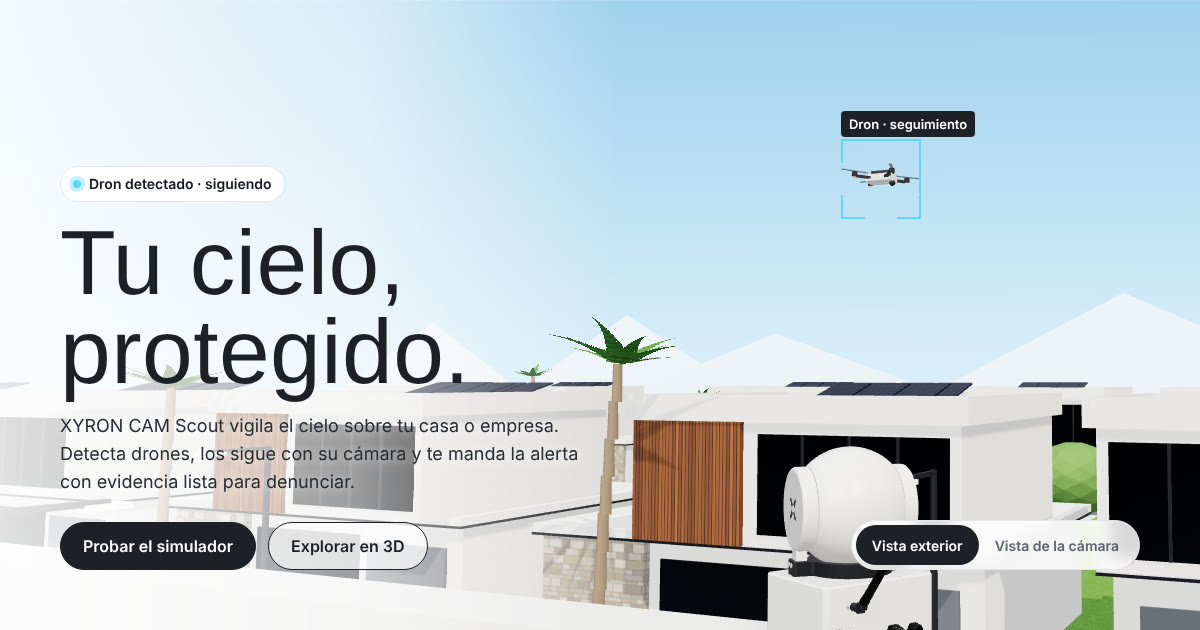 Dron · seguimiento
Dron detectado · siguiendo
Tu cielo,
protegido.
XYRON CAM Scout vigila el cielo sobre tu casa o empresa.
Detecta drones, los sigue con su cámara y te manda la alerta
con evidencia lista para denunciar.
Probar el simulador
Explorar en 3D
Vista exterior
Vista de la cámara